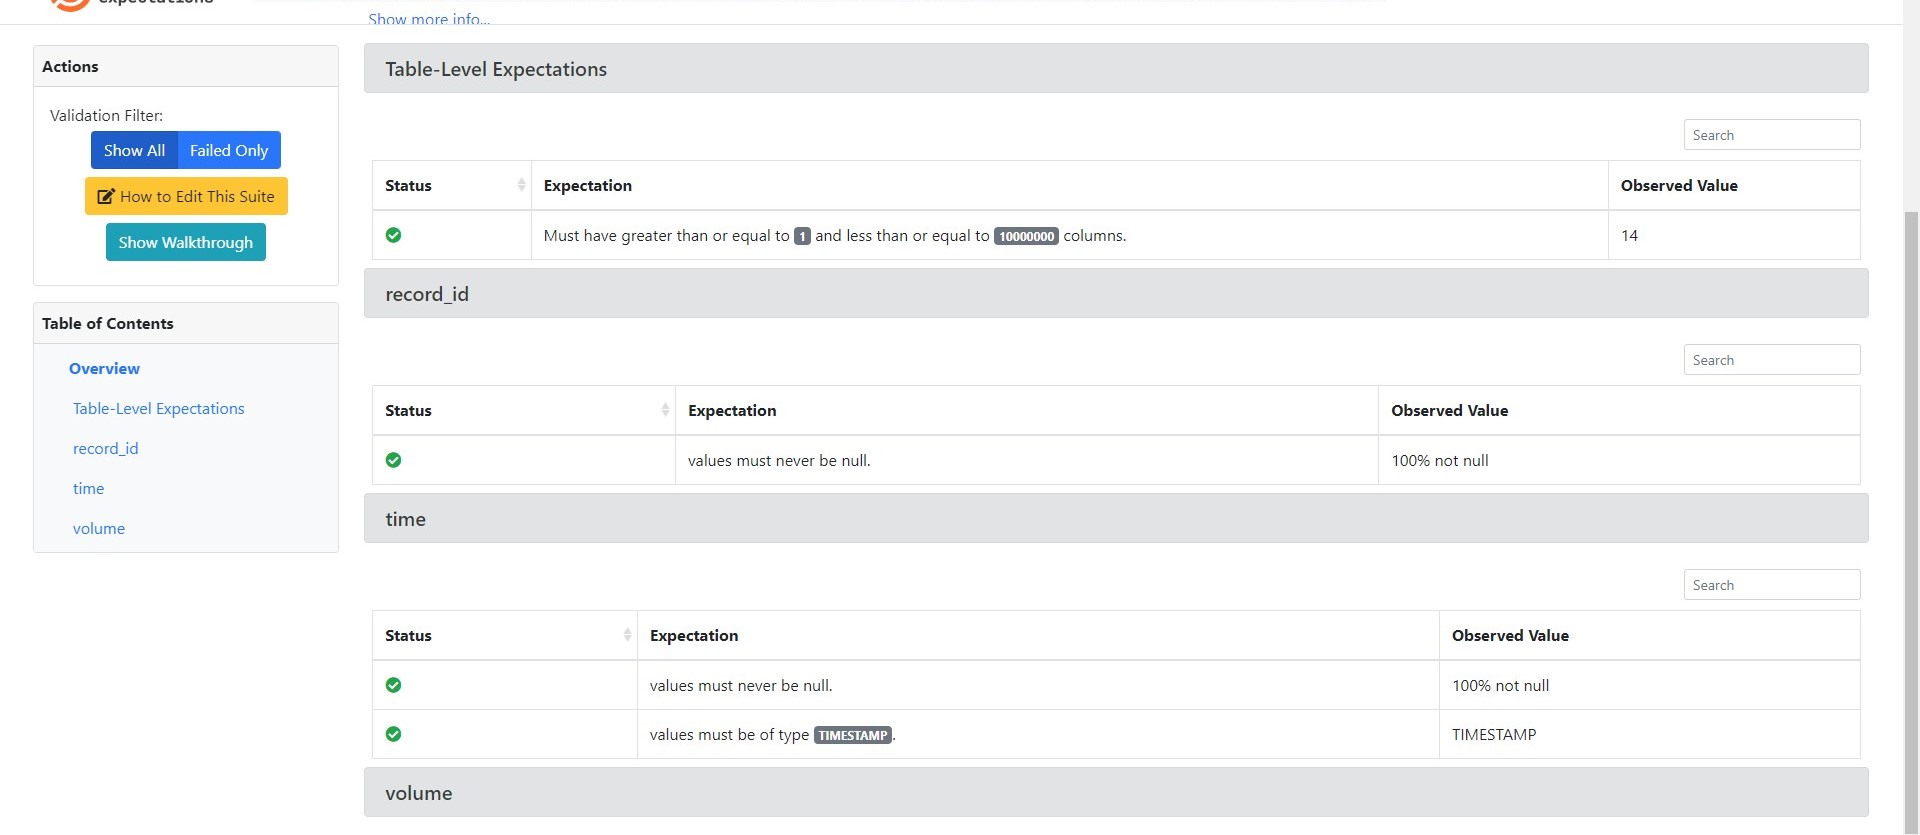 expectations
Show more info...
Actions
Validation Filter:
Show All
Failed Only
How to Edit This Suite
Show Walkthrough
Table of Contents
Overview
Table-Level Expectations
record_id
time
volume
Table-Level Expectations
Search
Status
Expectation
Observed Value
Must have greater than or equal to 1 and less than or equal to 10000000 columns.
14
record_id
Search
Status
Expectation
Observed Value
values must never be null.
100% not null
time
Search
Status
Expectation
Observed Value
values must never be null.
100% not null
values must be of type TIMESTAMP.
TIMESTAMP
volume